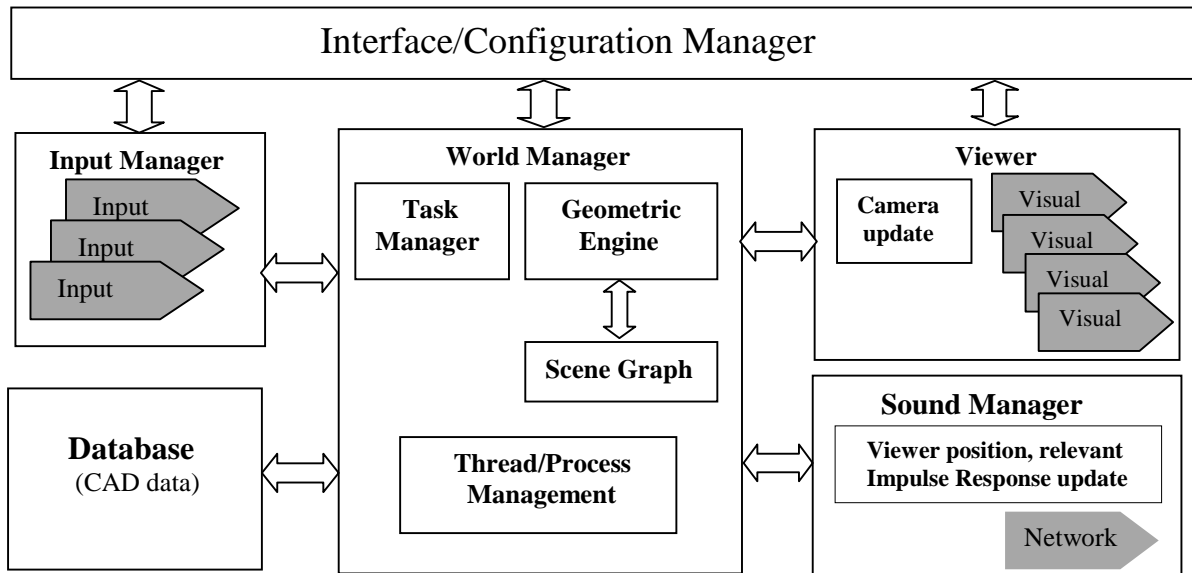 Interface/Configuration Manager
Input Manager
Input
Input
Input
World Manager
Task
Manager
Geometric
Engine
Scene Graph
Thread/Process
Management
Viewer
Camera
update
Visual
Visual
Visual
Visual
Database
(CAD data)
Sound Manager
Viewer position, relevant
Impulse Response update
Network